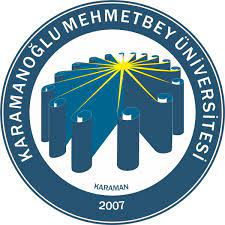 KARAMANOĞLU MEHMETBEY ÜNİVERSİTESİ
KARAMAN
2007